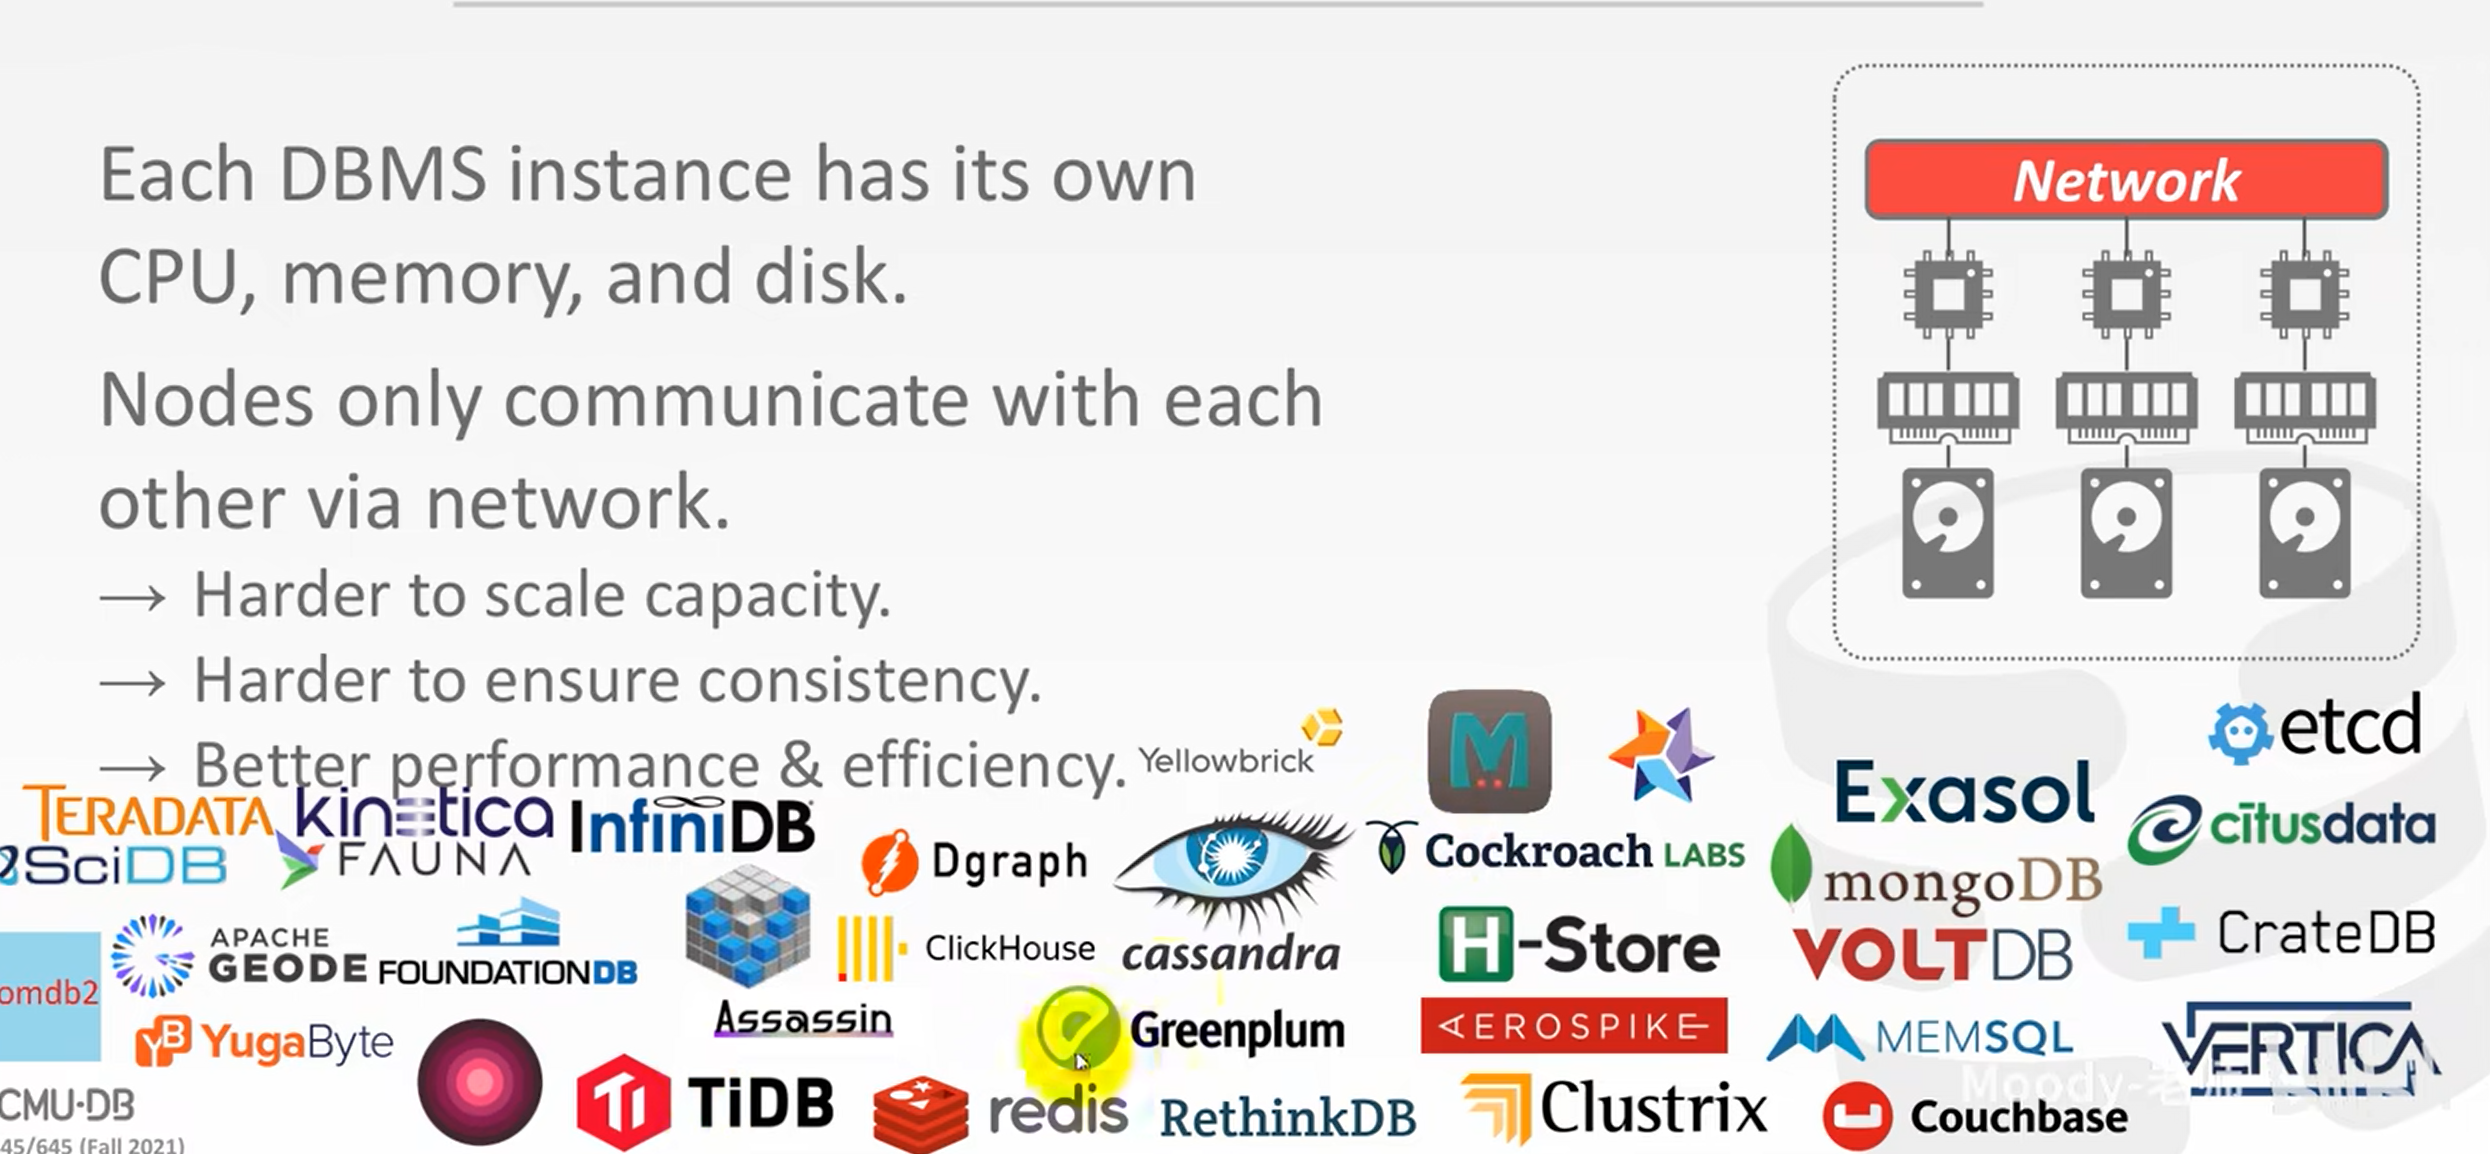 Network
Each DBMS instance has its own
CPU, memory, and disk.
Nodes only communicate with each
other via network.
→ Harder to scale capacity.
→ Harder to ensure consistency.
→ Better performance & efficiency.
Yellowbrick
M
etcd
TERADATA
kinetica
InfiniDB
Exasol
citusdata
SciDB
FAUNA
Dgraph
Cockroach LABS
mongoDB
APACHE
GEODE
FOUNDATIONDB
ClickHouse
cassandra
H-Store
VOLTDB
CrateDB
omdb2
YugaByte
Assassin
Greenplum
AEROSPIKE
MEMSQL
VERTICA
CMU·DB
TiDB
redis
RethinkDB
Clustrix
Couchbase
Moody-老师
45/645 (Fall 2021)